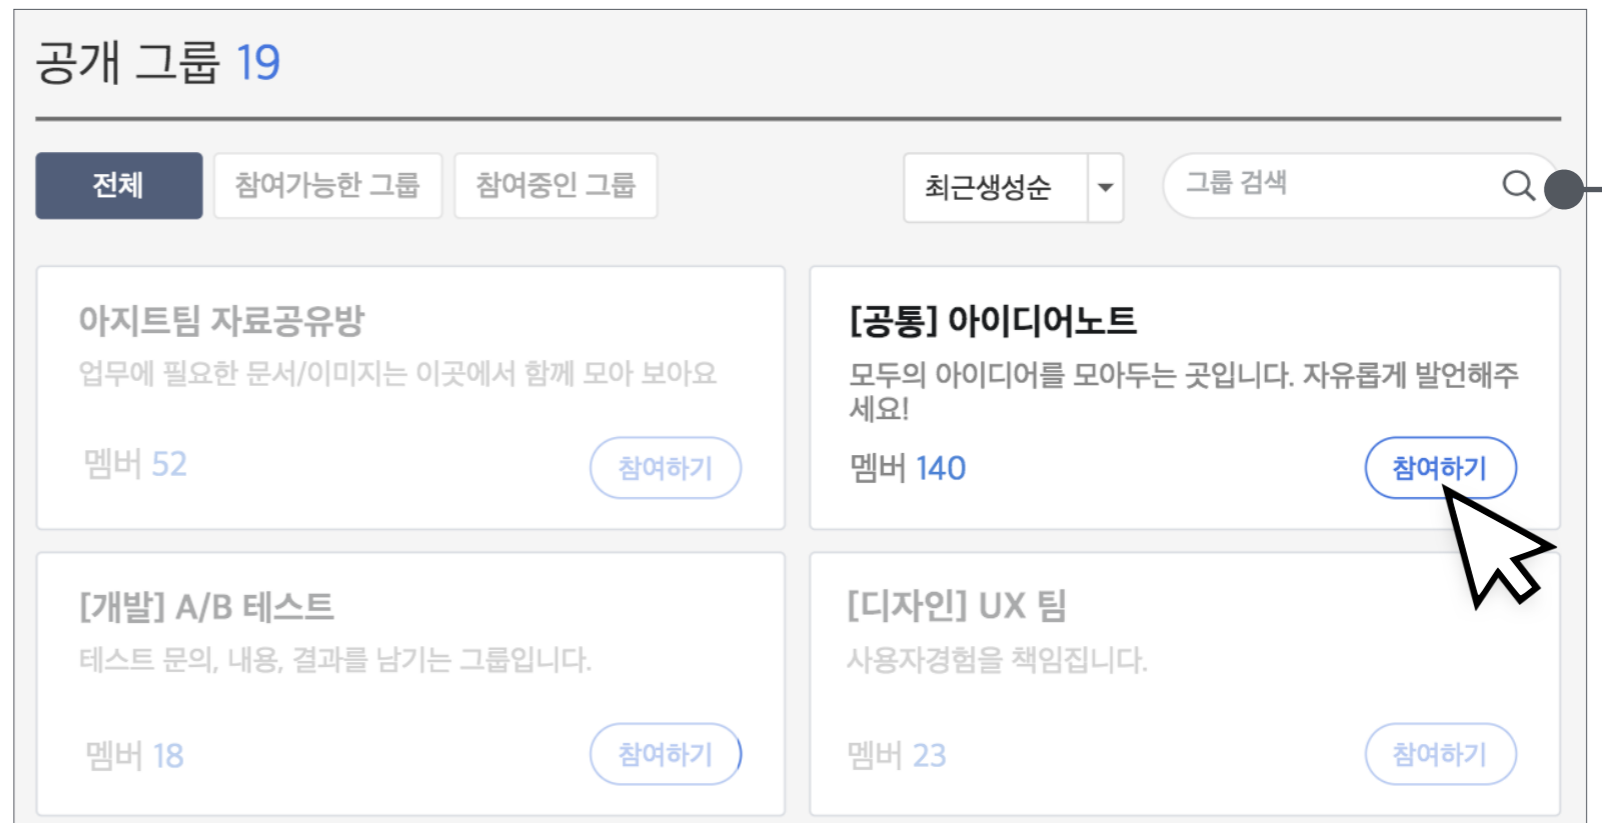 공개 그룹 19
전체
참여가능한 그룹
참여중인 그룹
최근생성순
그룹 검색
아지트팀 자료공유방
업무에 필요한 문서/이미지는 이곳에서 함께 모아 보아요
멤버 52
참여하기
[공통] 아이디어노트
모두의 아이디어를 모아두는 곳입니다. 자유롭게 발언해주
세요!
멤버 140
참여하기
[개발] A/B 테스트
테스트 문의, 내용, 결과를 남기는 그룹입니다.
멤버 18
참여하기
[디자인] UX 팀
사용자경험을 책임집니다.
멤버 23
참여하기